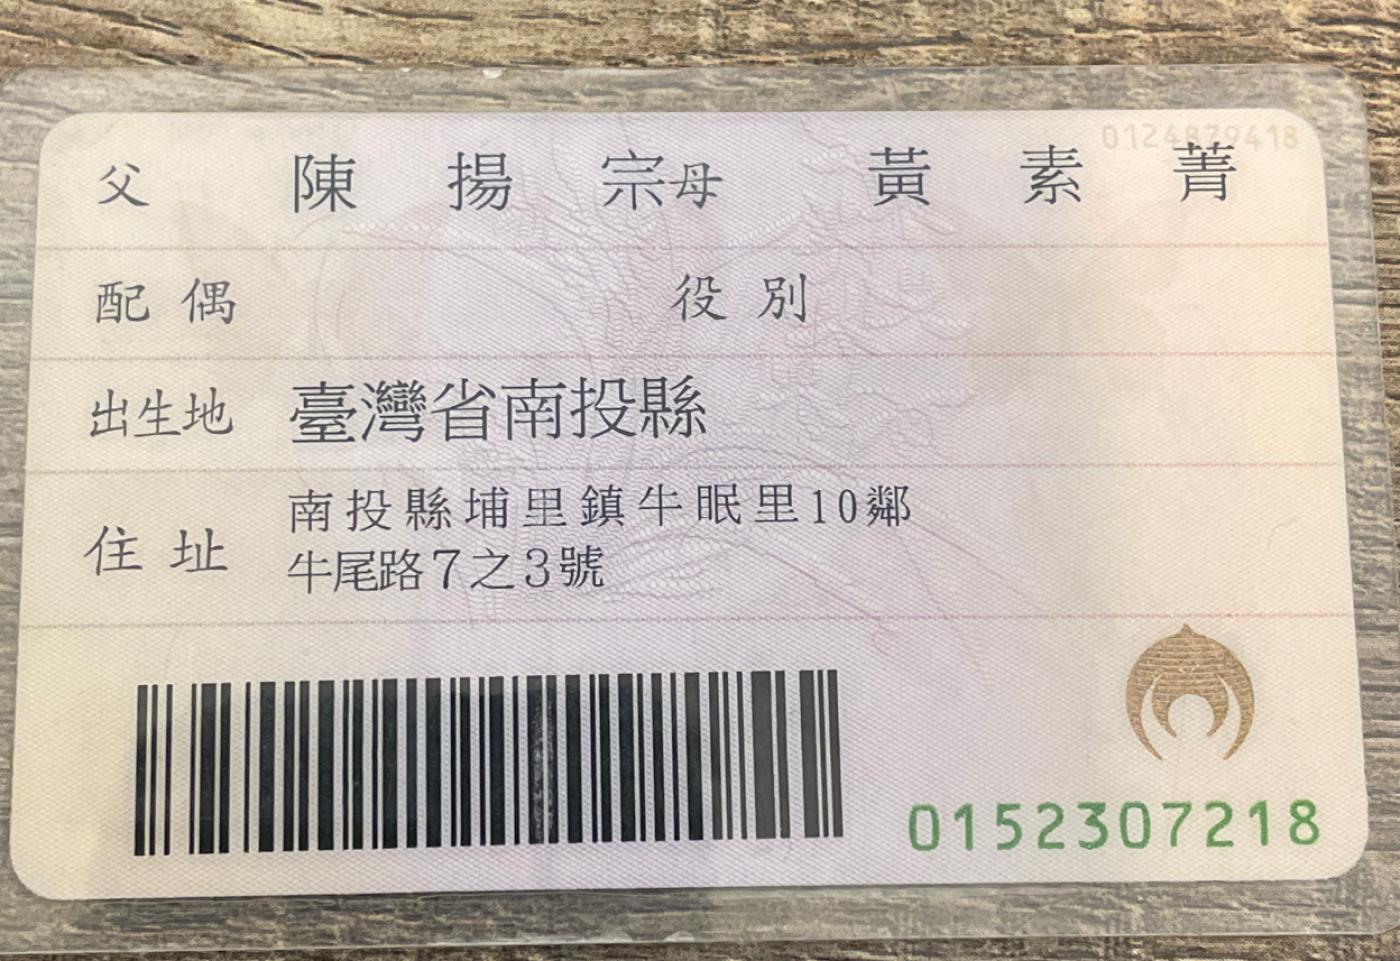 0124879418
父 陳揚宗 母 黃素菁
配偶 役別
出生地 臺灣省南投縣
住址 南投縣埔里鎮牛眠里10鄰
牛尾路7之3號
0152307218